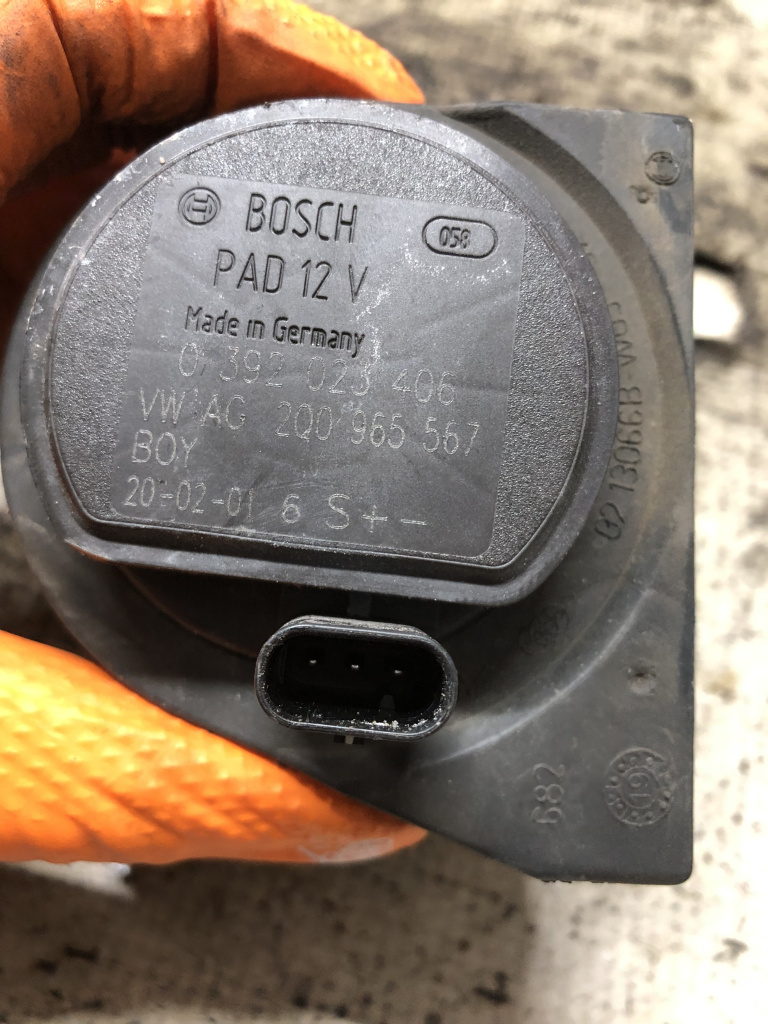 BOSCH
058
PAD 12 V
Made in Germany
0 392 023 406
VW AG 2Q0 965 567
BOY
20-02-01 6 S + -
682